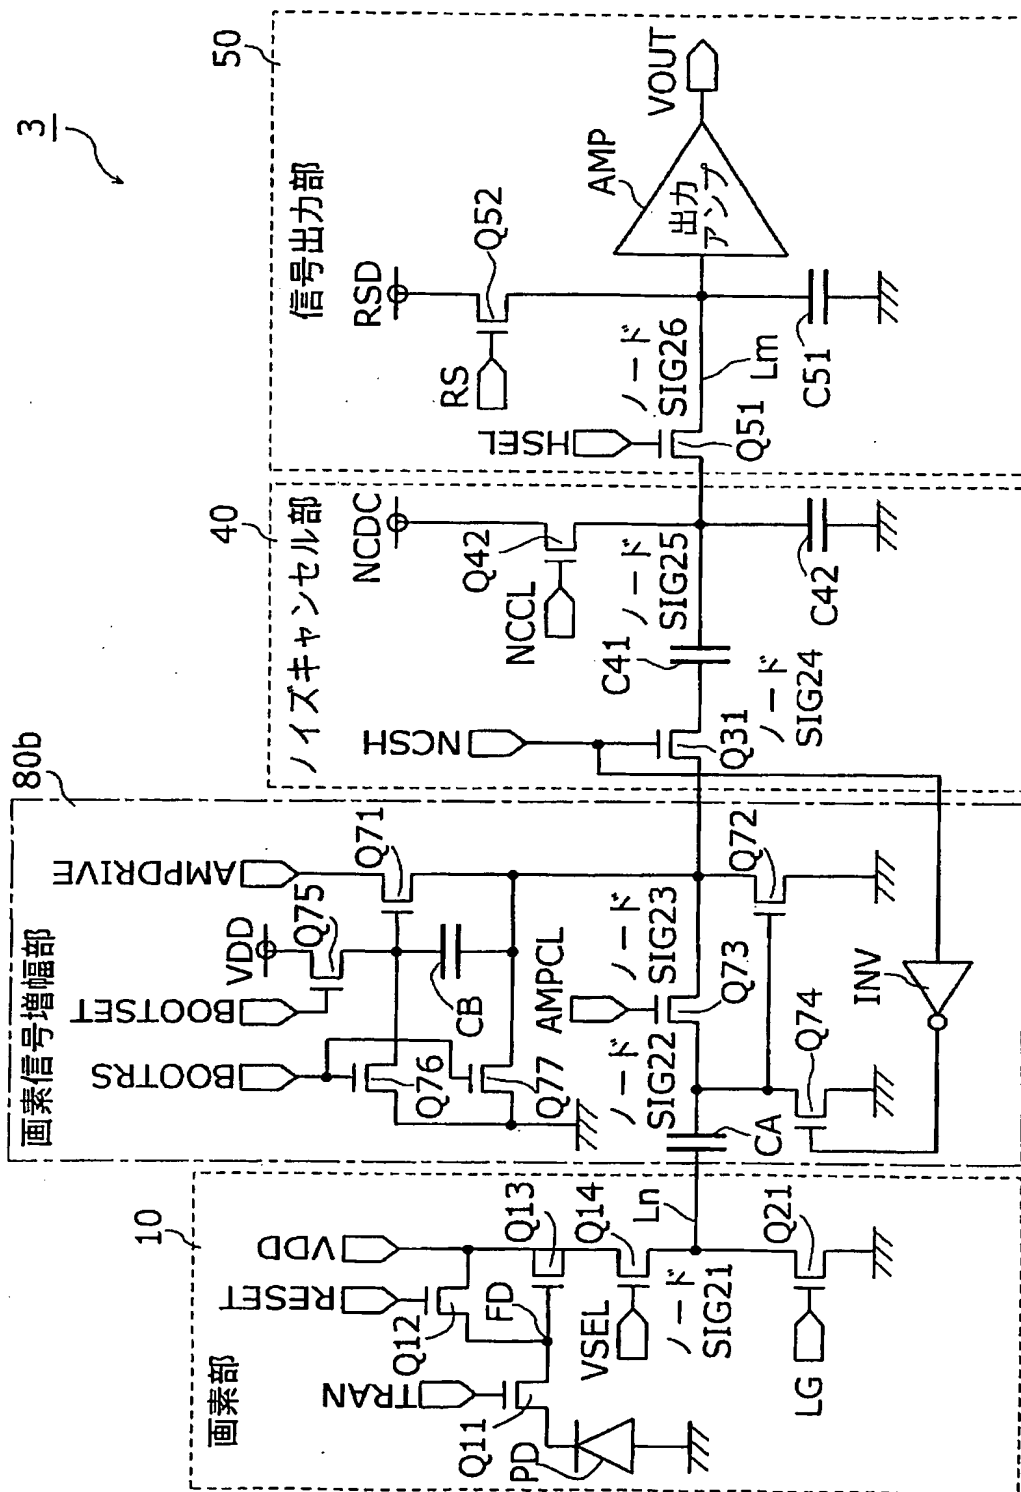 3
10
画素部
TRAN
RESET
VDD
Q11
Q12
FD
Q13
PD
VSEL
Q14
ノード
SIG21
Ln
LG
Q21
80b
画素信号増幅部
BOOTRS
BOOTSET
VDD
Q75
AMPDRIVE
Q71
Q76
CB
Q77
AMPCL
ノード
SIG22
ノード
SIG23
Q73
CA
Q74
Q72
INV
40
ノイズキャンセル部
NCSH
NCDC
NCCL
Q42
Q31
C41
ノード
SIG24
ノード
SIG25
C42
50
信号出力部
HSEL
RSD
RS
Q52
Q51
ノード
SIG26
Lm
C51
AMP
出力
アンプ
VOUT